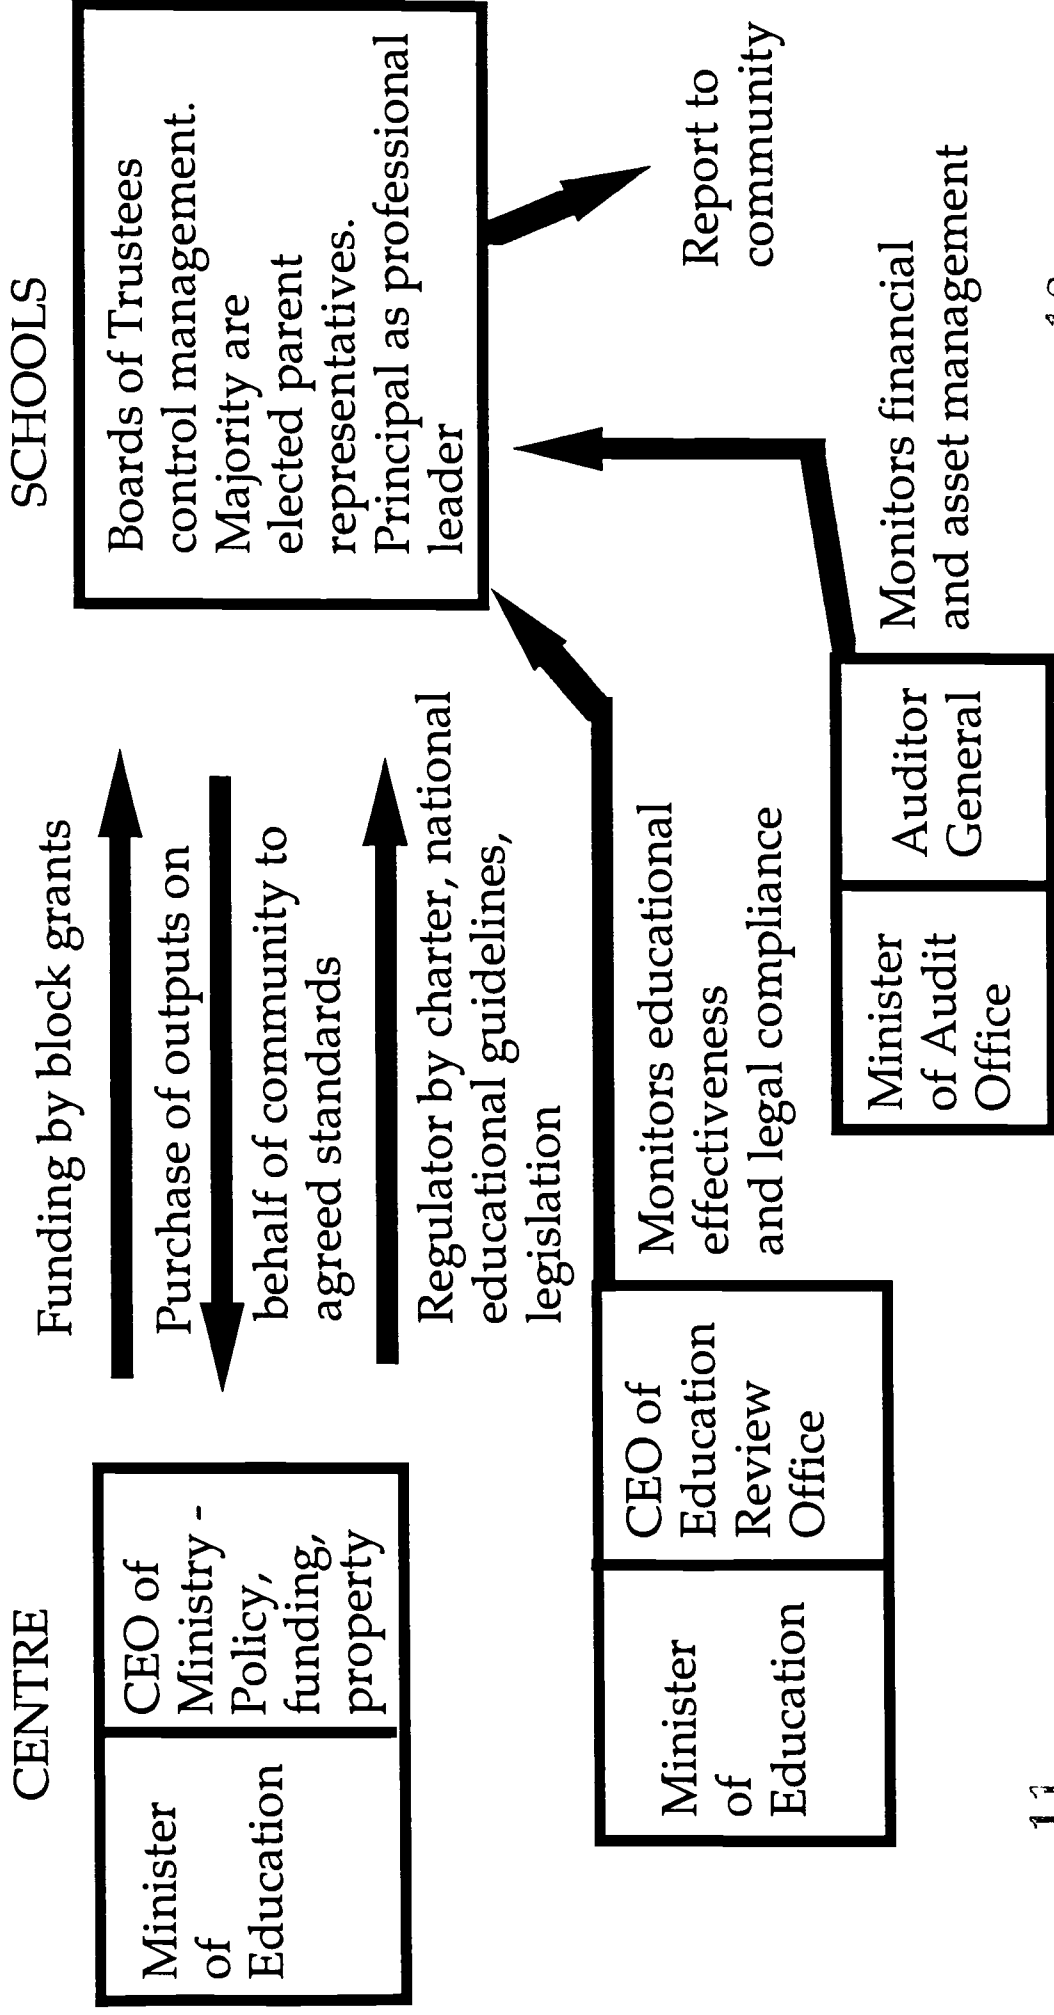 CENTRE
SCHOOLS
Minister
of
Education
CEO of
Ministry -
Policy,
funding,
property
Funding by block grants
Purchase of outputs on
behalf of community to
agreed standards
Regulator by charter, national
educational guidelines,
legislation
Boards of Trustees
control management.
Majority are
elected parent
representatives.
Principal as professional
leader
Report to
community
Minister
of
Education
CEO of
Education
Review
Office
Monitors educational
effectiveness
and legal compliance
Minister
of Audit
Office
Auditor
General
Monitors financial
and asset management
11